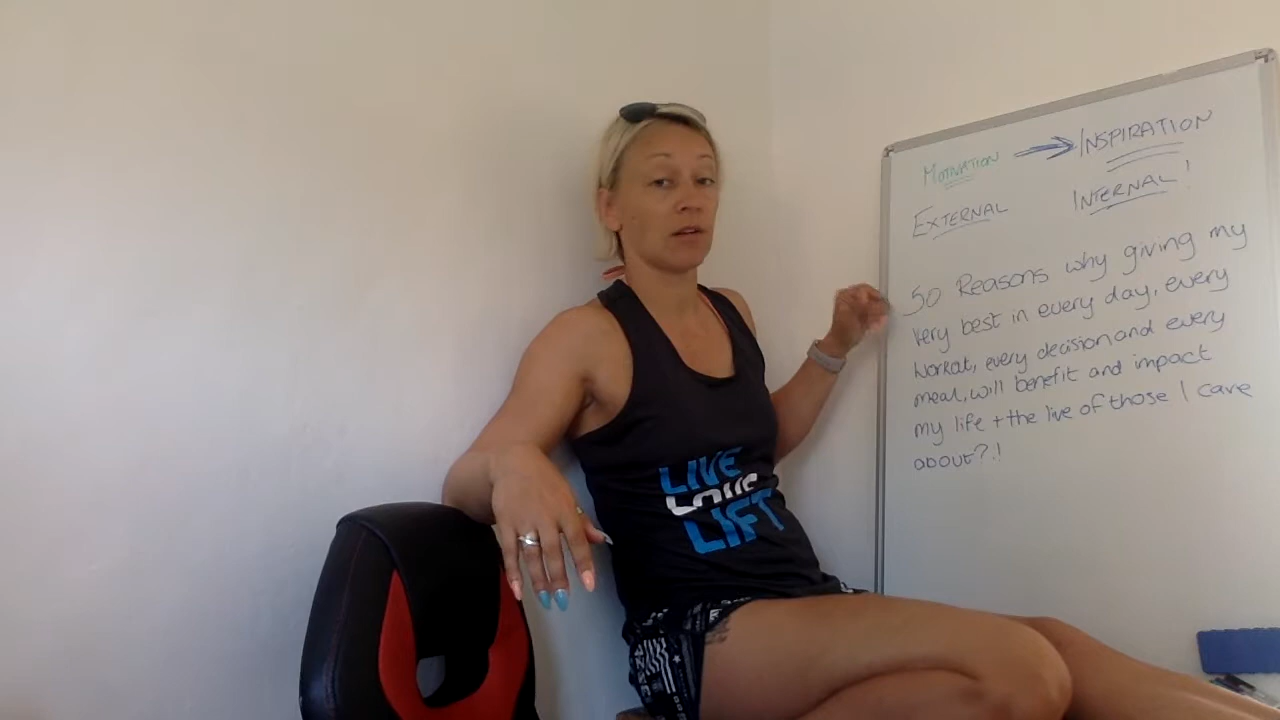 MOTIVATION → INSPIRATION
EXTERNAL INTERNAL!
50 Reasons why giving my
very best in every day, every
workout, every decision and every
meal, will benefit and impact
my life + the live of those I care
about?!
LIVE
LOVE
LIFT